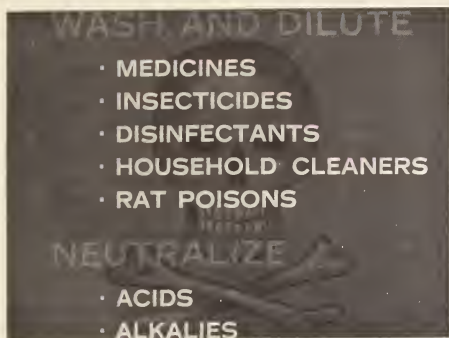 WASH AND DILUTE
· MEDICINES
· INSECTICIDES
· DISINFECTANTS
· HOUSEHOLD CLEANERS
· RAT POISONS
NEUTRALIZE
· ACIDS
· ALKALIES